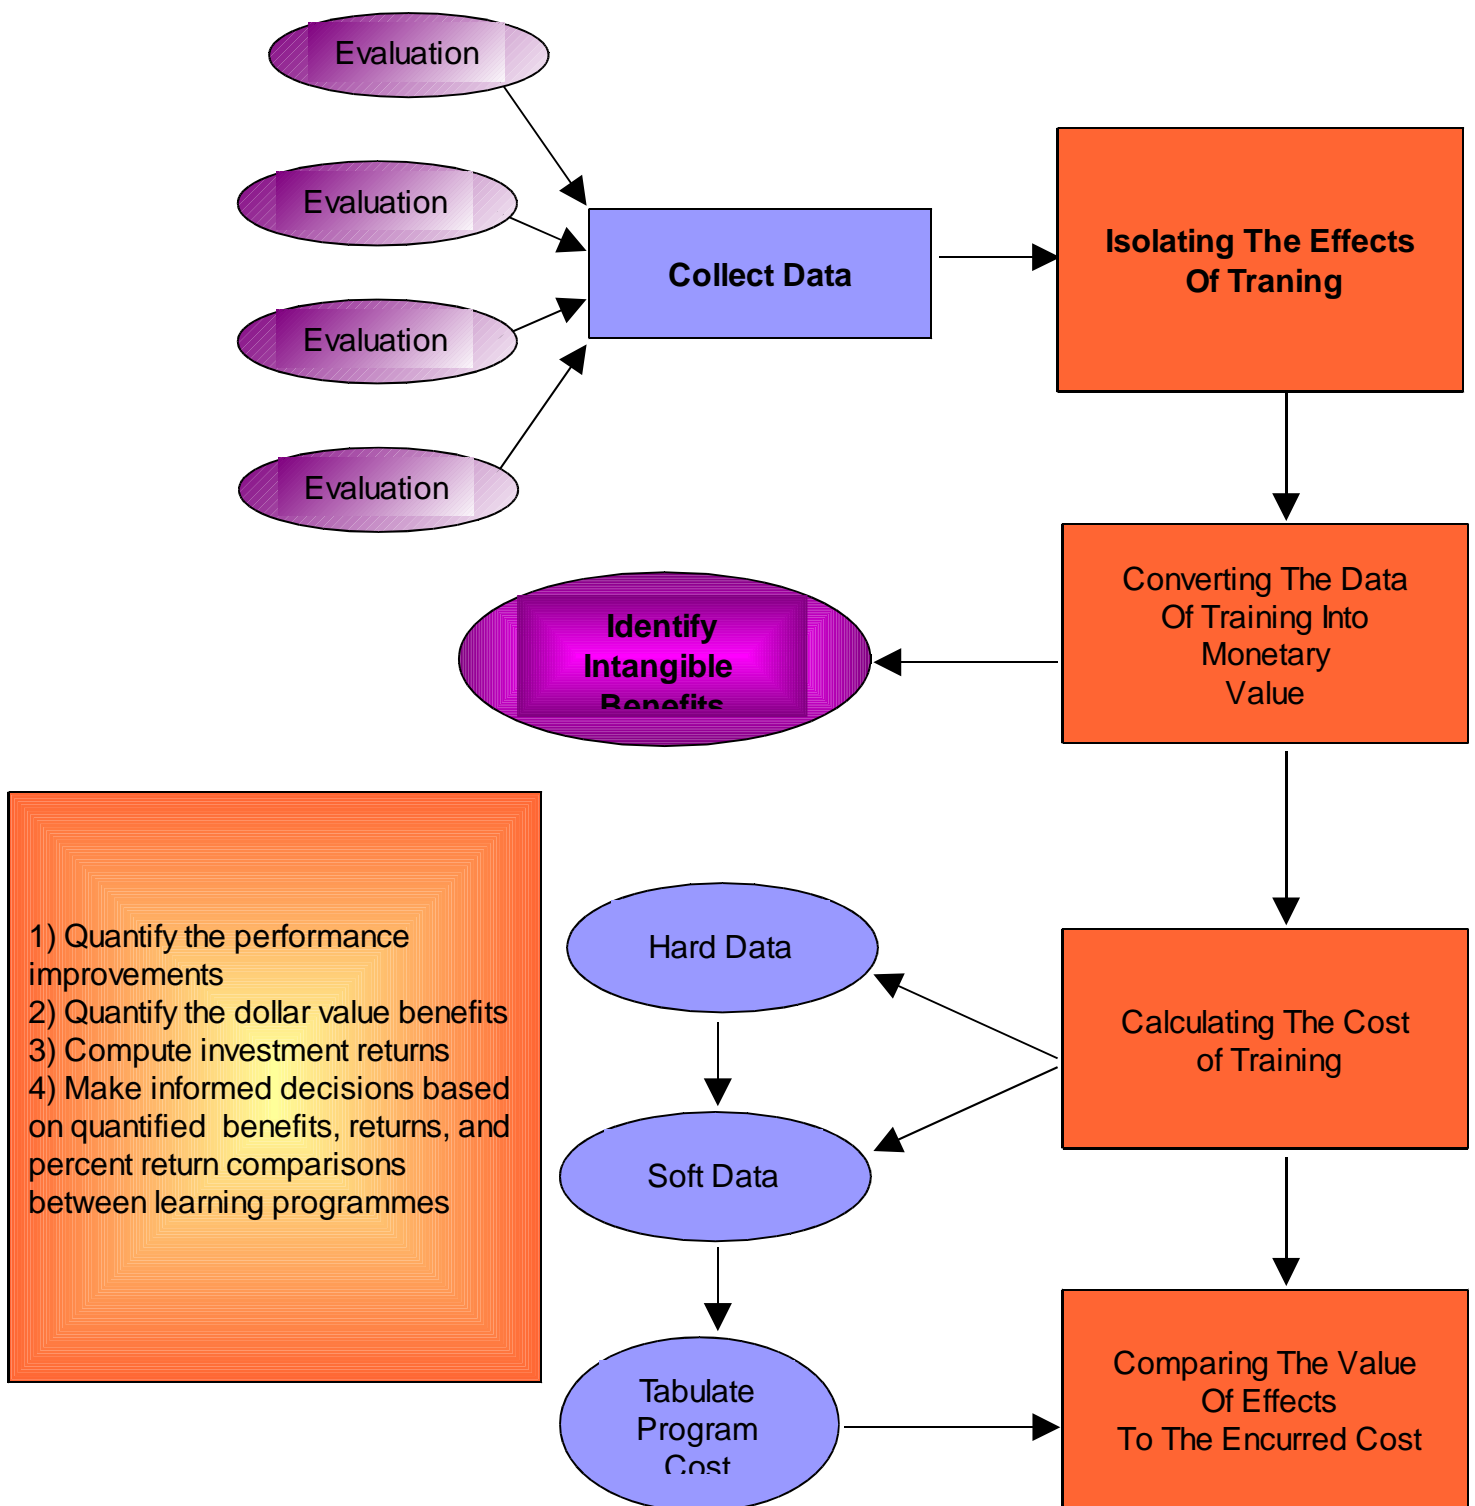 Evaluation
Evaluation
Evaluation
Evaluation
Collect Data
Isolating The Effects
Of Traning
Converting The Data
Of Training Into
Monetary
Value
Identify
Intangible
Benefits
1) Quantify the performance
improvements
2) Quantify the dollar value benefits
3) Compute investment returns
4) Make informed decisions based
on quantified benefits, returns, and
percent return comparisons
between learning programmes
Hard Data
Soft Data
Calculating The Cost
of Training
Tabulate
Program
Cost
Comparing The Value
Of Effects
To The Encurred Cost